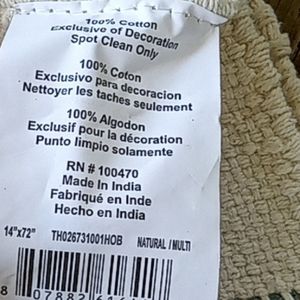 100% Cotton
Exclusive of Decoration
Spot Clean Only
100% Coton
Exclusivo para decoracion
Nettoyer les taches seulement
100% Algodon
Exclusif pour la décoration
Punto limpio solamente
RN # 100470
Made In India
Fabriqué en Inde
Hecho en India
14"x72" TH026731001HOB NATURAL / MULTI
8 07882